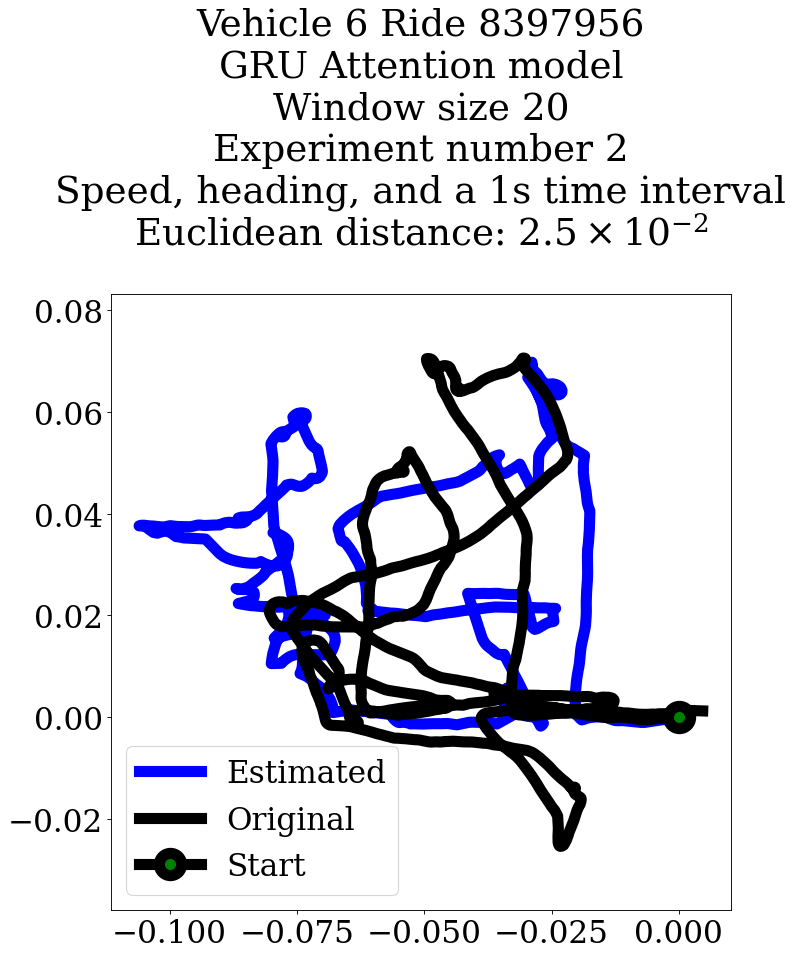 Vehicle 6 Ride 8397956
GRU Attention model
Window size 20
Experiment number 2
Speed, heading, and a 1s time interval
Euclidean distance: 2.5 × 10⁻²
0.08
0.06
0.04
0.02
0.00
−0.02
Estimated
Original
Start
−0.100 −0.075 −0.050 −0.025 0.000